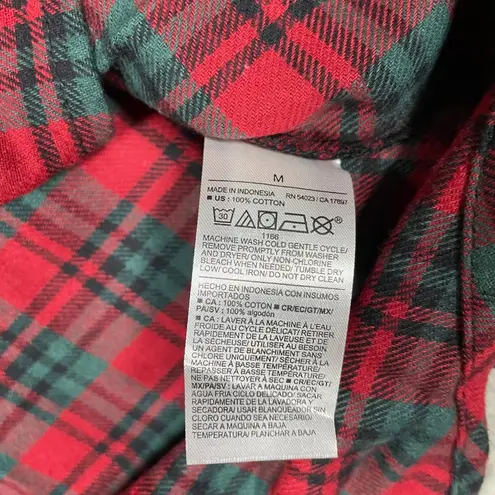 M
MADE IN INDONESIA RN 54023 / CA 17897
■ US : 100% COTTON
30
1166
MACHINE WASH COLD GENTLE CYCLE/
REMOVE PROMPTLY FROM WASHER
AND DRYER/ ONLY NON-CHLORINE
BLEACH WHEN NEEDED/ TUMBLE DRY
LOW/ COOL IRON/ DO NOT DRY CLEAN
HECHO EN INDONESIA CON INSUMOS
IMPORTADOS
■ CA : 100% COTON ■ CR/EC/GT/MX/
PA/SV : 100% algodón
■ CA : LAVER À LA MACHINE À L'EAU
FROIDE AU CYCLE DÉLICAT/ RETIRER
RAPIDEMENT DE LA LAVEUSE ET DE
LA SÉCHEUSE/ UTILISER AU BESOIN
UN AGENT DE BLANCHIMENT SANS
CHLORE UNIQUEMENT/ SÉCHER À LA
MACHINE À BASSE TEMPÉRATURE/
REPASSER À BASSE TEMPÉRATURE/
NE PAS NETTOYER À SEC ■ CR/EC/GT/
MX/PA/SV: LAVAR A MAQUINA CON
AGUA FRIA CICLO DELICADO/ SACAR
RAPIDAMENTE DE LA LAVADORA Y
SECADORA/ USAR BLANQUEADOR SIN
CLORO CUANDO SEA NECESARIO/
SECAR A MAQUINA A BAJA
TEMPERATURA/ PLANCHAR A BAJA